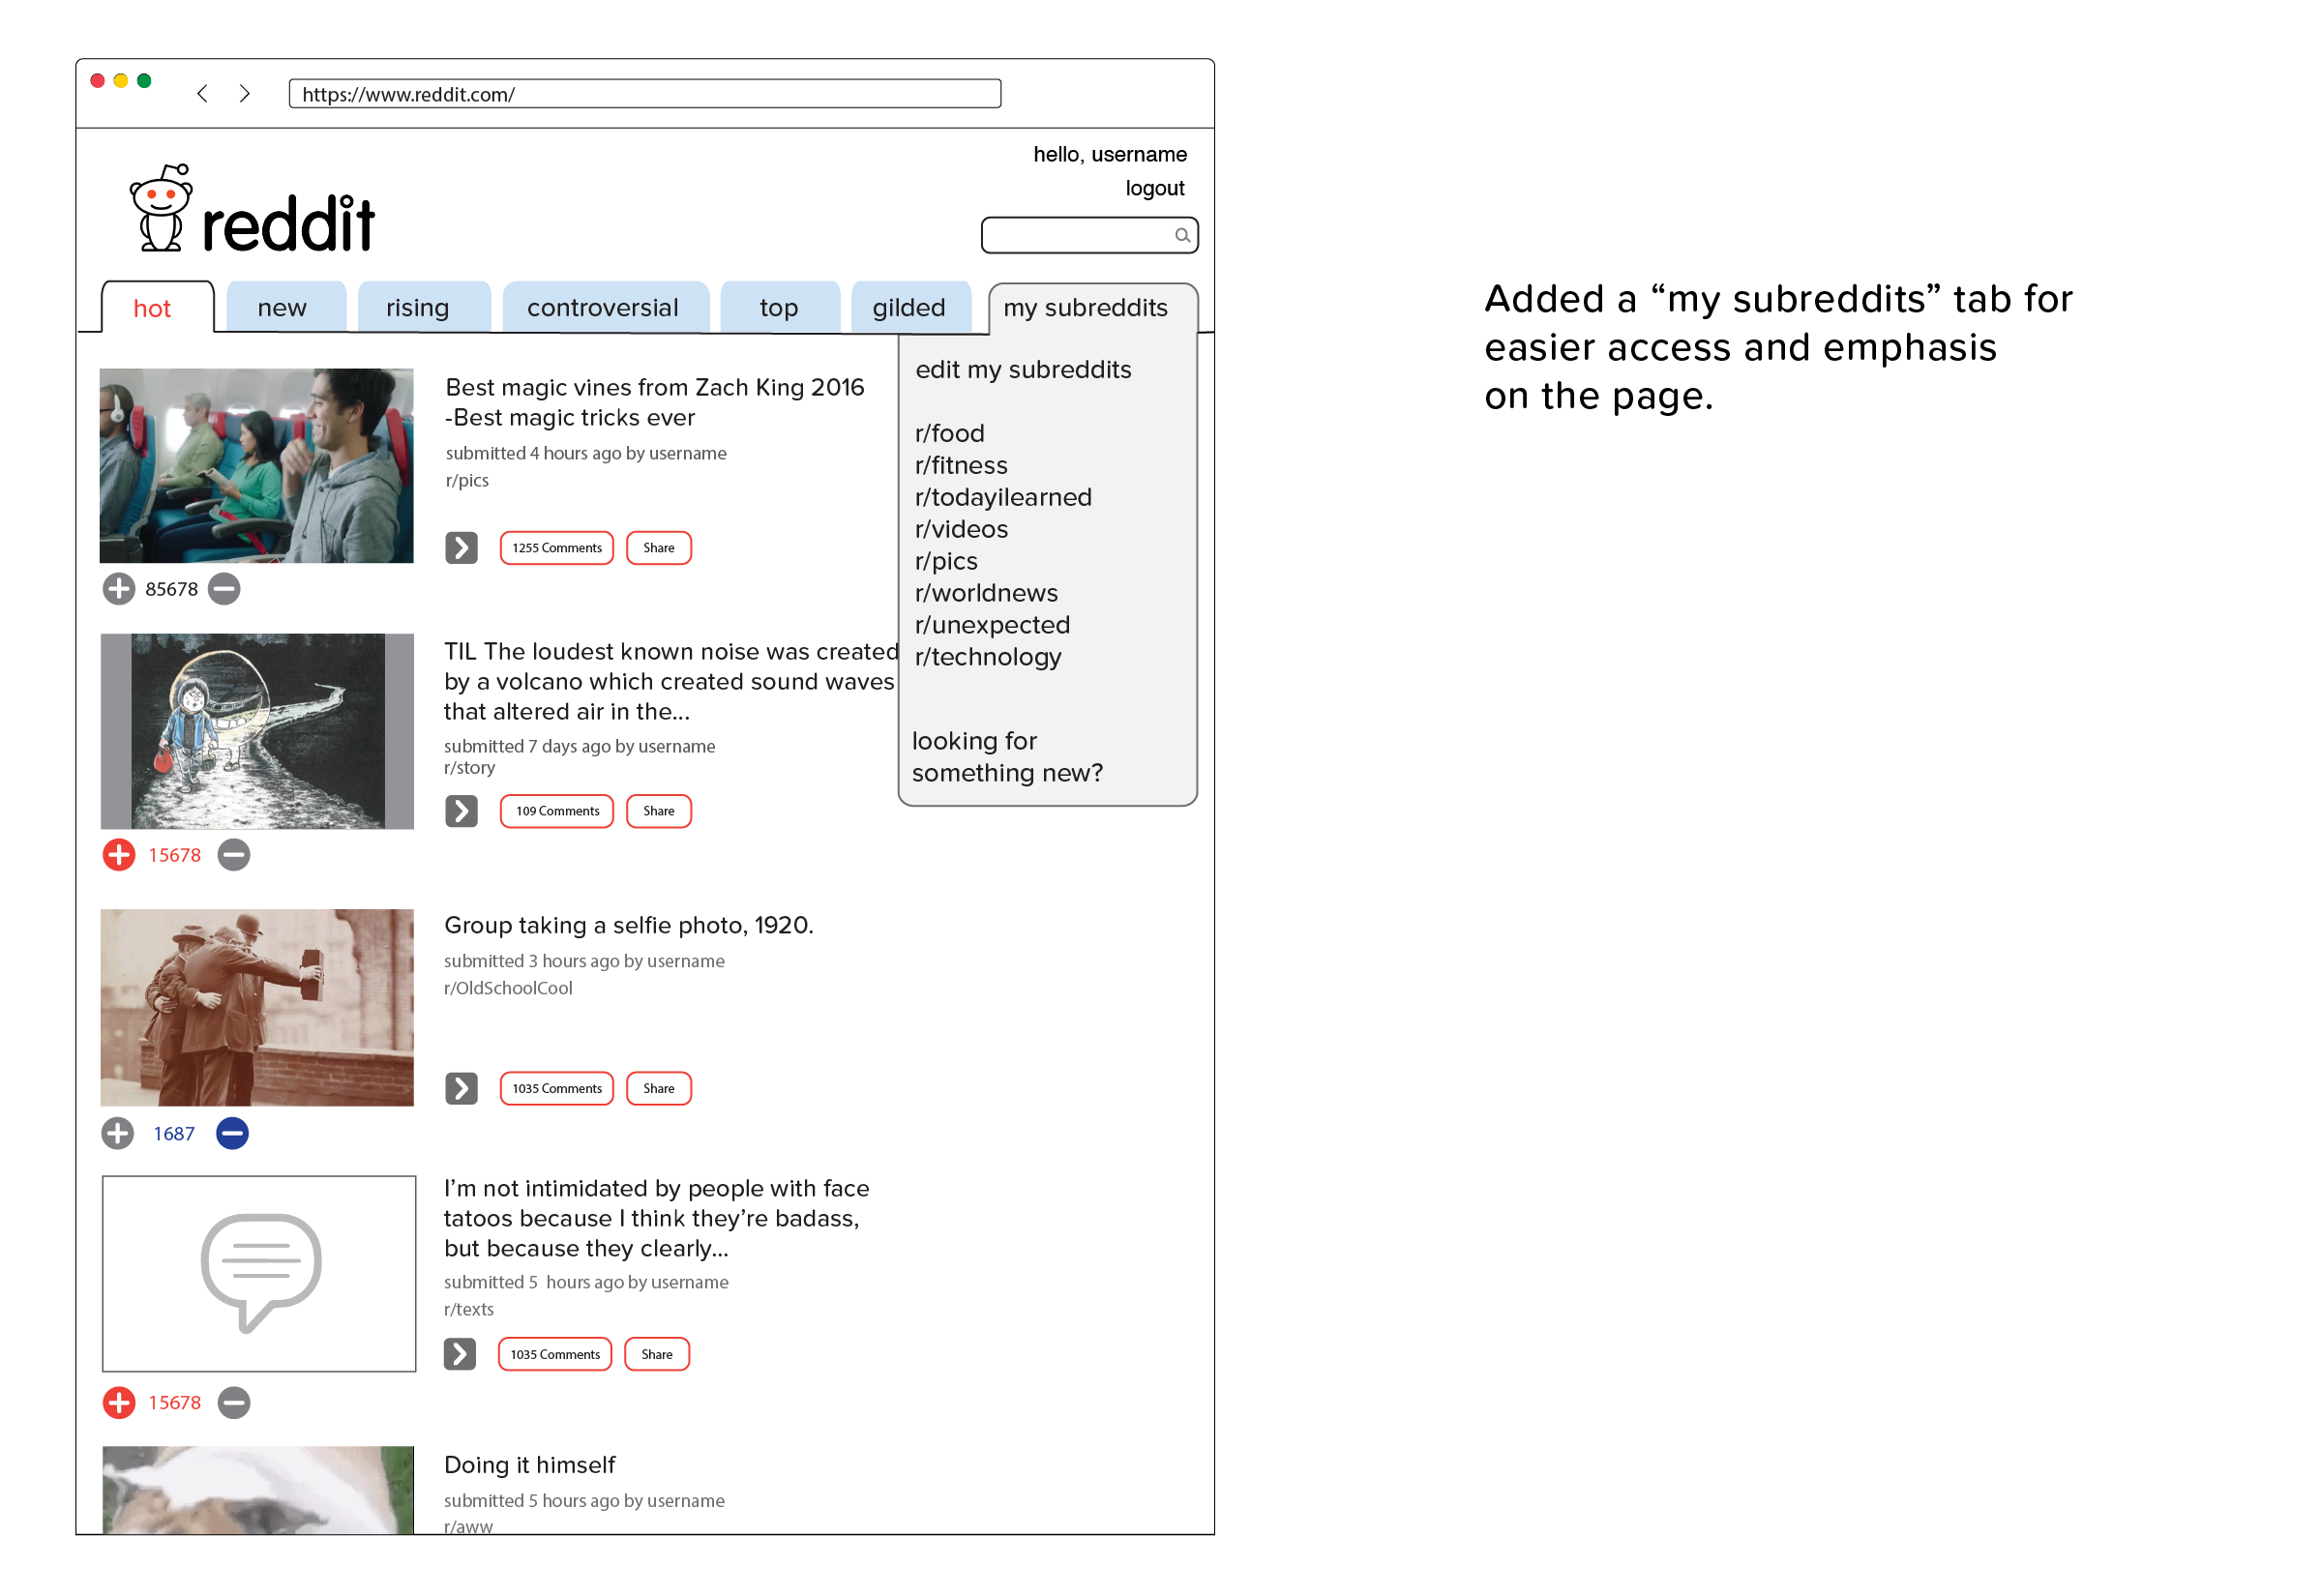 https://www.reddit.com/
hello, username
logout
reddit
hot
new
rising
controversial
top
gilded
my subreddits
edit my subreddits
r/food
r/fitness
r/todayilearned
r/videos
r/pics
r/worldnews
r/unexpected
r/technology
looking for
something new?
Best magic vines from Zach King 2016
-Best magic tricks ever
submitted 4 hours ago by username
r/pics
1255 Comments
Share
85678
TIL The loudest known noise was created
by a volcano which created sound waves
that altered air in the...
submitted 7 days ago by username
r/story
109 Comments
Share
15678
Group taking a selfie photo, 1920.
submitted 3 hours ago by username
r/OldSchoolCool
1035 Comments
Share
1687
I'm not intimidated by people with face
tatoos because I think they're badass,
but because they clearly...
submitted 5  hours ago by username
r/texts
1035 Comments
Share
15678
Doing it himself
submitted 5 hours ago by username
r/aww
Added a “my subreddits” tab for
easier access and emphasis
on the page.